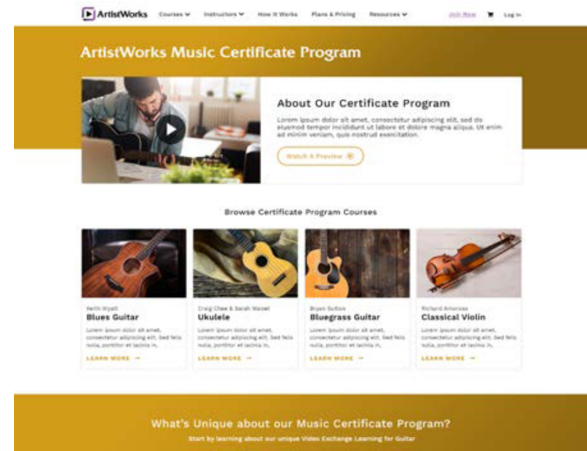 ArtistWorks Courses Instructors How It Works Plans & Pricing Resources Join Now Log In
ArtistWorks Music Certificate Program
About Our Certificate Program
Lorem ipsum dolor sit amet, consectetur adipiscing elit, sed do
eiusmod tempor incididunt ut labore et dolore magna aliqua. Ut enim
ad minim veniam, quis nostrud exercitation.
Watch A Preview
Browse Certificate Program Courses
Keith Wyatt
Blues Guitar
Lorem ipsum dolor sit amet,
consectetur adipiscing elit. Sed felis
nulla, porttitor et lacinia in,
LEARN MORE →
Craig Chee & Sarah Maisel
Ukulele
Lorem ipsum dolor sit amet,
consectetur adipiscing elit. Sed felis
nulla, porttitor et lacinia in,
LEARN MORE →
Bryan Sutton
Bluegrass Guitar
Lorem ipsum dolor sit amet,
consectetur adipiscing elit. Sed felis
nulla, porttitor et lacinia in,
LEARN MORE →
Richard Amoroso
Classical Violin
Lorem ipsum dolor sit amet,
consectetur adipiscing elit. Sed felis
nulla, porttitor et lacinia in,
LEARN MORE →
What's Unique about our Music Certificate Program?
Start by learning about our unique Video Exchange Learning for Guitar